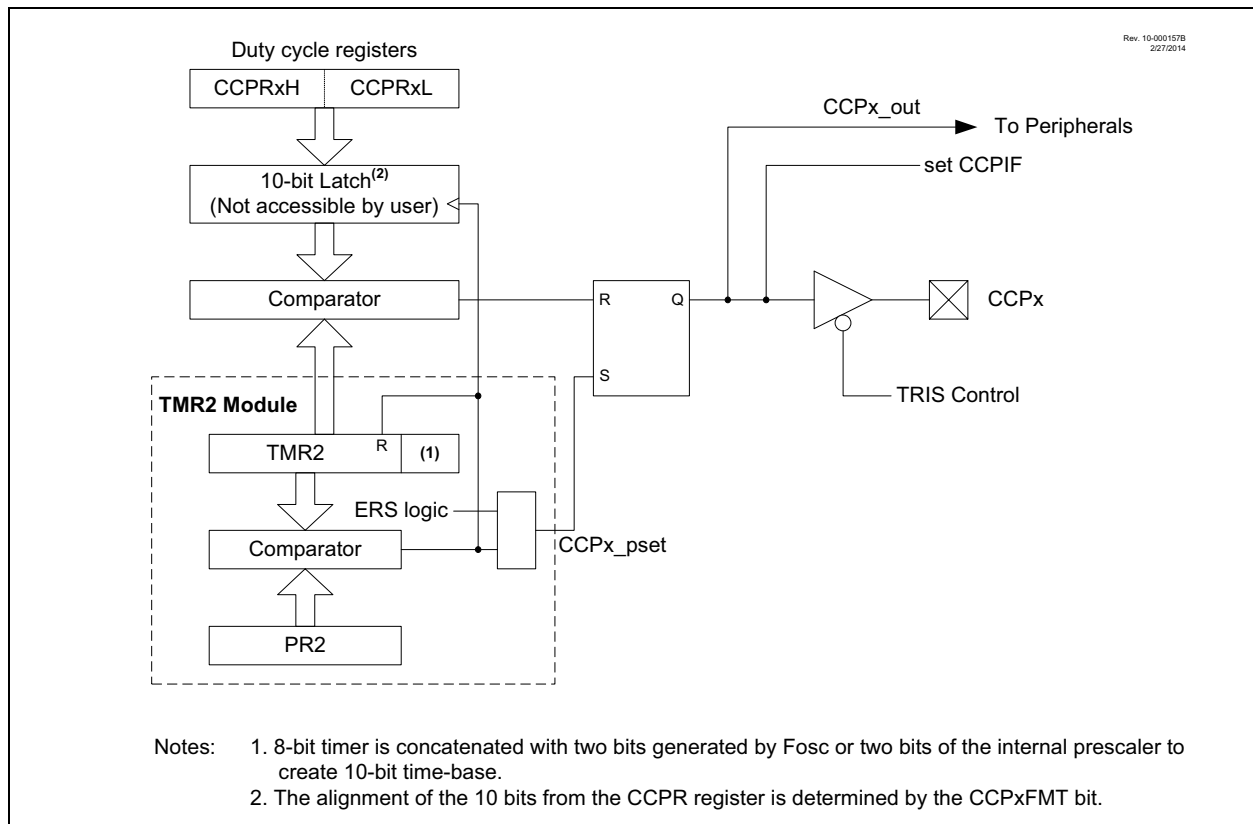 Rev. 10-000157B
2/27/2014
Duty cycle registers
CCPRxH CCPRxL
CCPx_out
To Peripherals
set CCPIF
10-bit Latch(2)
(Not accessible by user)
Comparator
R Q
CCPx
S
TRIS Control
TMR2 Module
R
TMR2 (1)
ERS logic
CCPx_pset
Comparator
PR2
Notes: 1. 8-bit timer is concatenated with two bits generated by Fosc or two bits of the internal prescaler to
create 10-bit time-base.
2. The alignment of the 10 bits from the CCPR register is determined by the CCPxFMT bit.